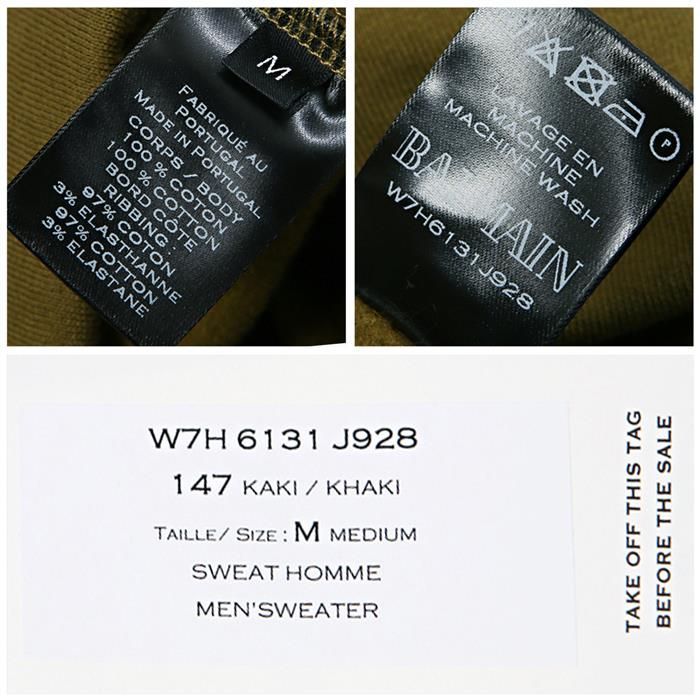 M
FABRIQUÉ AU
PORTUGAL
MADE IN PORTUGAL
CORPS / BODY
100 % COTON
100 % COTTON
BORD CÔTE
RIBBING :
97% COTON
3% ELASTHANNE
97% COTTON
3% ELASTANE
P
LAVAGE EN
MACHINE
MACHINE WASH
BALMAIN
W7H6131J928
W7H 6131 J928
147 KAKI / KHAKI
TAILLE/ SIZE : M MEDIUM
SWEAT HOMME
MEN'SWEATER
TAKE OFF THIS TAG
BEFORE THE SALE